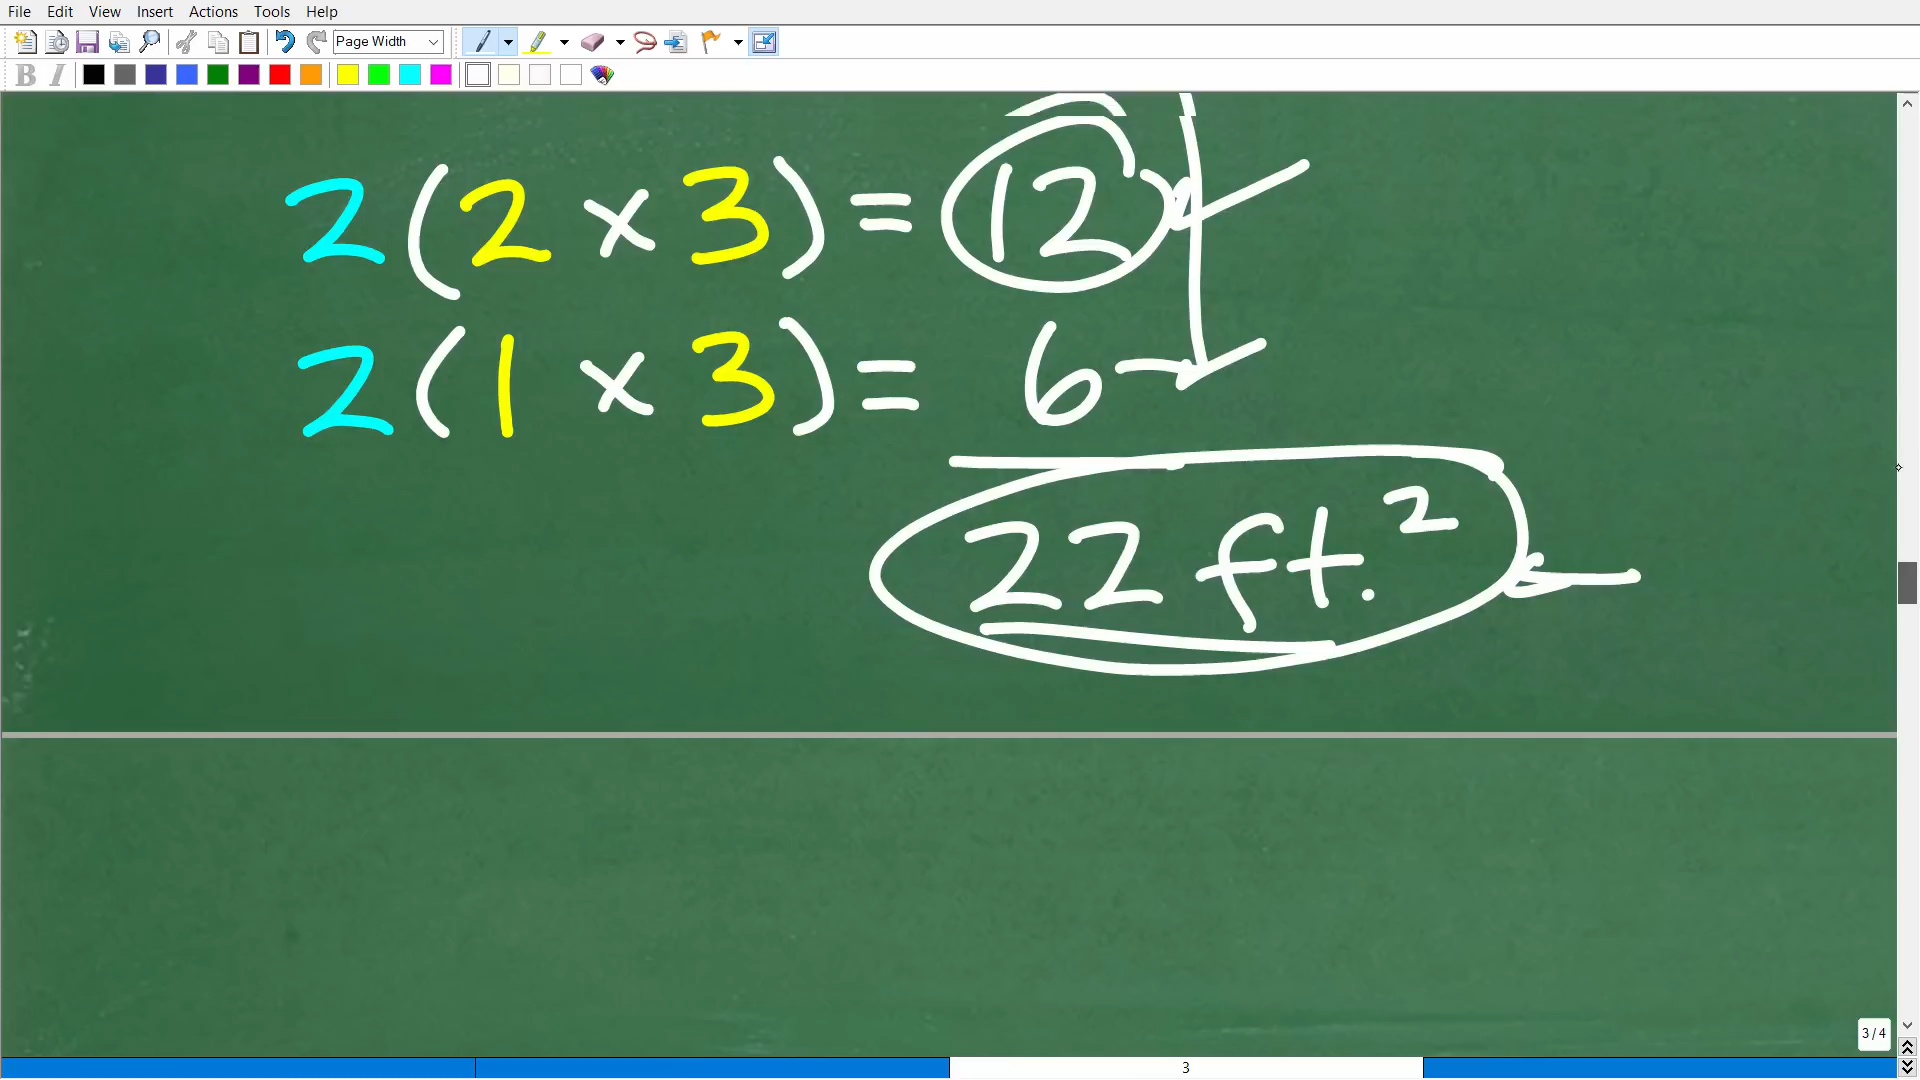 File Edit View Insert Actions Tools Help
Page Width
B I
2(2 x 3) = 12
2(1 x 3) = 6
22 ft.²
3 / 4
3